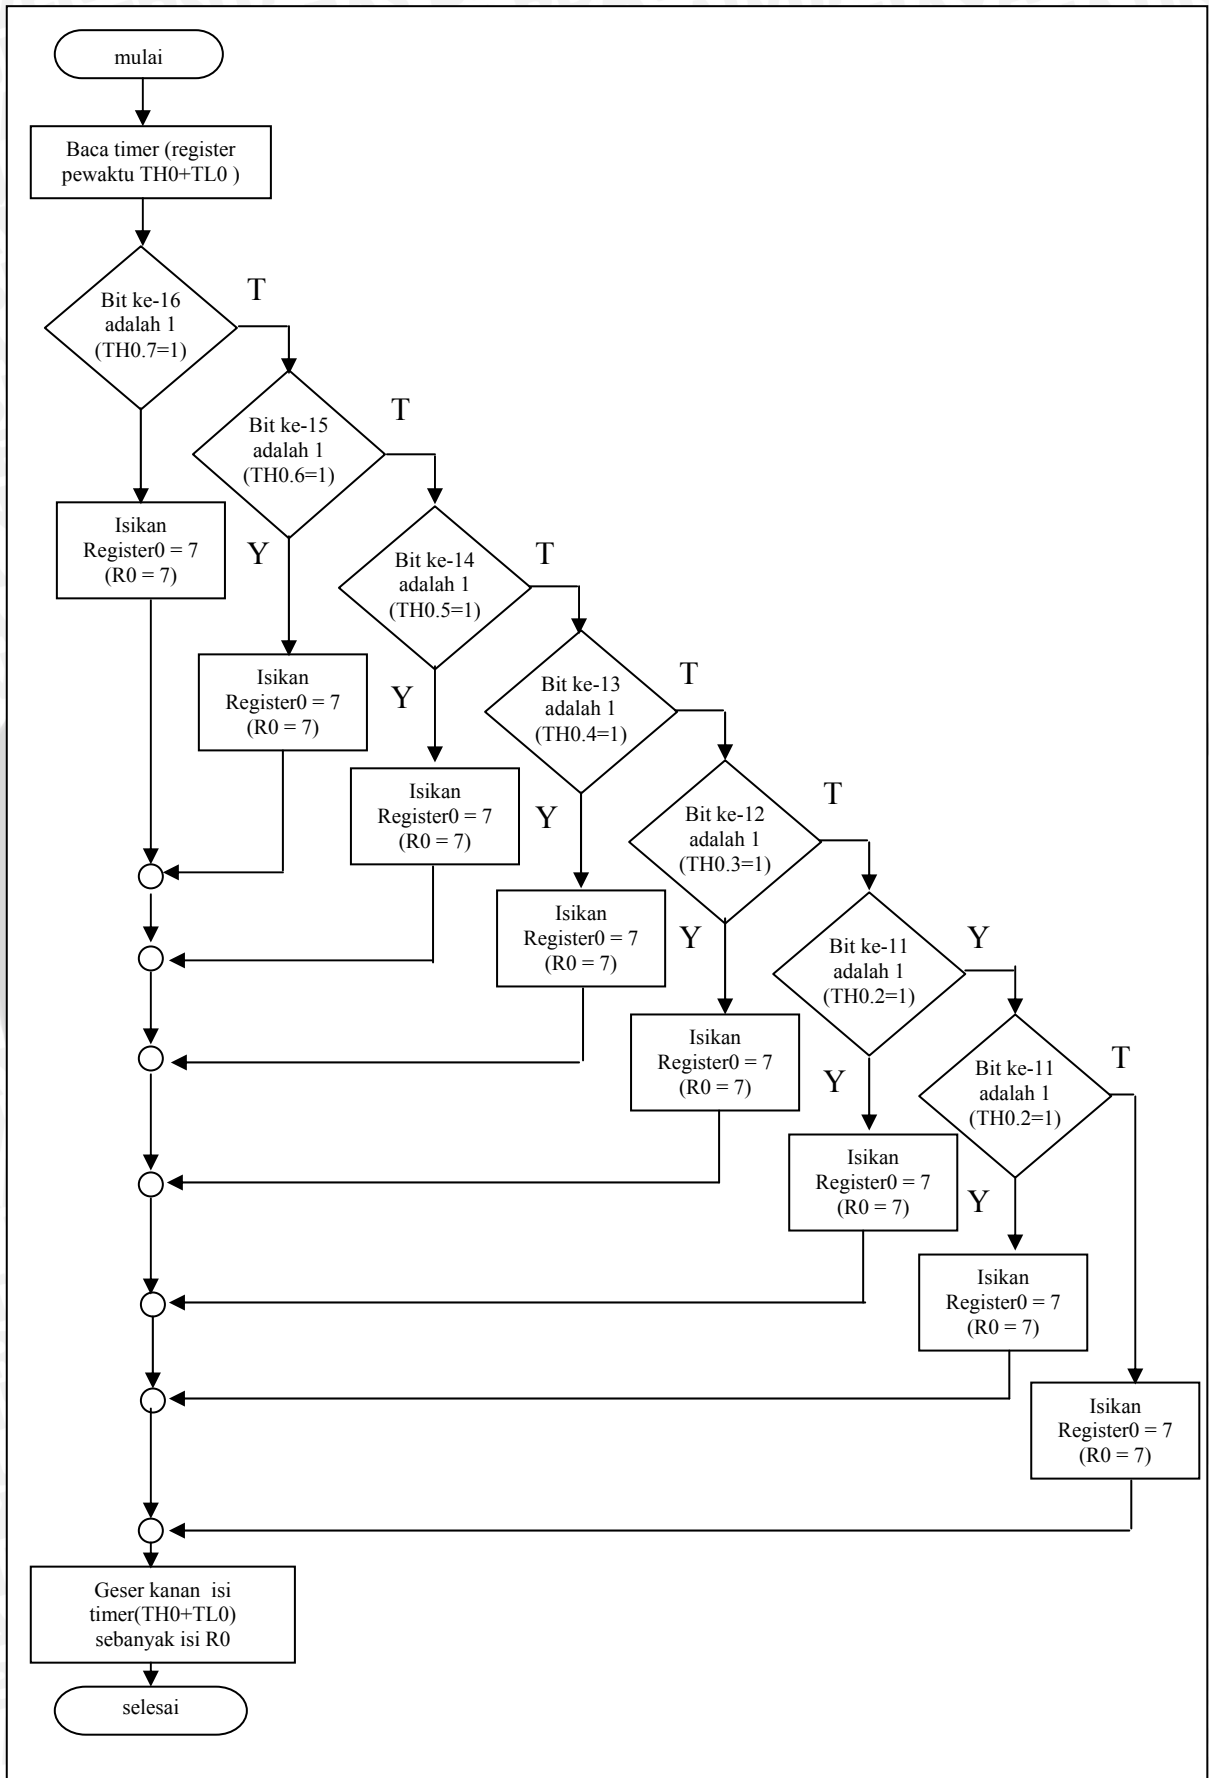 mulai
Baca timer (register
pewaktu TH0+TL0 )
Bit ke-16
adalah 1
(TH0.7=1)
T
Bit ke-15
adalah 1
(TH0.6=1)
T
Isikan
Register0 = 7
(R0 = 7)
Y
Bit ke-14
adalah 1
(TH0.5=1)
T
Isikan
Register0 = 7
(R0 = 7)
Y
Bit ke-13
adalah 1
(TH0.4=1)
T
Isikan
Register0 = 7
(R0 = 7)
Y
Bit ke-12
adalah 1
(TH0.3=1)
T
Isikan
Register0 = 7
(R0 = 7)
Y
Bit ke-11
adalah 1
(TH0.2=1)
Y
Isikan
Register0 = 7
(R0 = 7)
Y
Bit ke-11
adalah 1
(TH0.2=1)
T
Isikan
Register0 = 7
(R0 = 7)
Y
Isikan
Register0 = 7
(R0 = 7)
Isikan
Register0 = 7
(R0 = 7)
Geser kanan isi
timer(TH0+TL0)
sebanyak isi R0
selesai